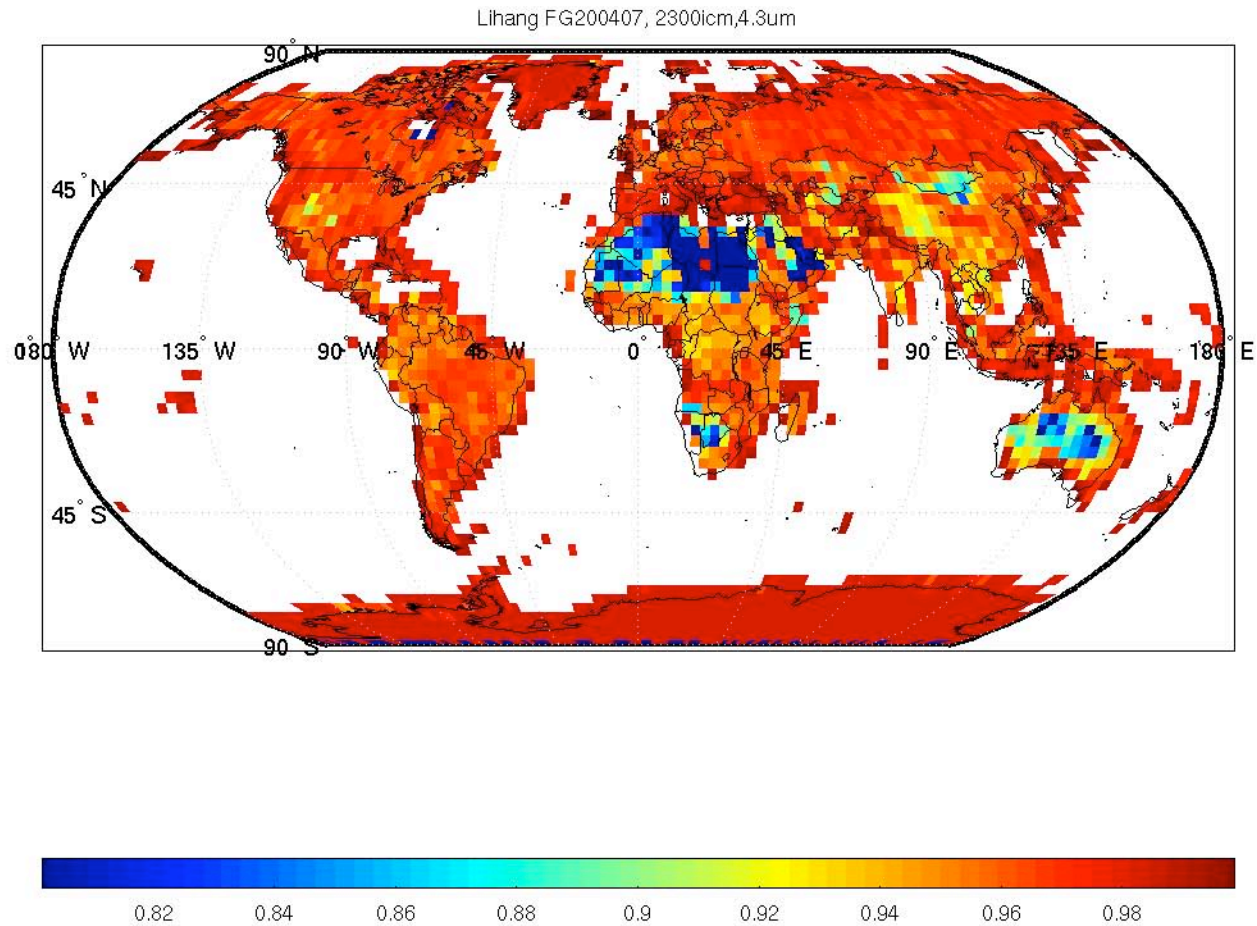 Lihang FG200407, 2300icm,4.3um
90° N
45° N
180° W 135° W 90° W 45° W 0 45° E 90° E 135° E 180° E
45° S
90° S
0.82 0.84 0.86 0.88 0.9 0.92 0.94 0.96 0.98